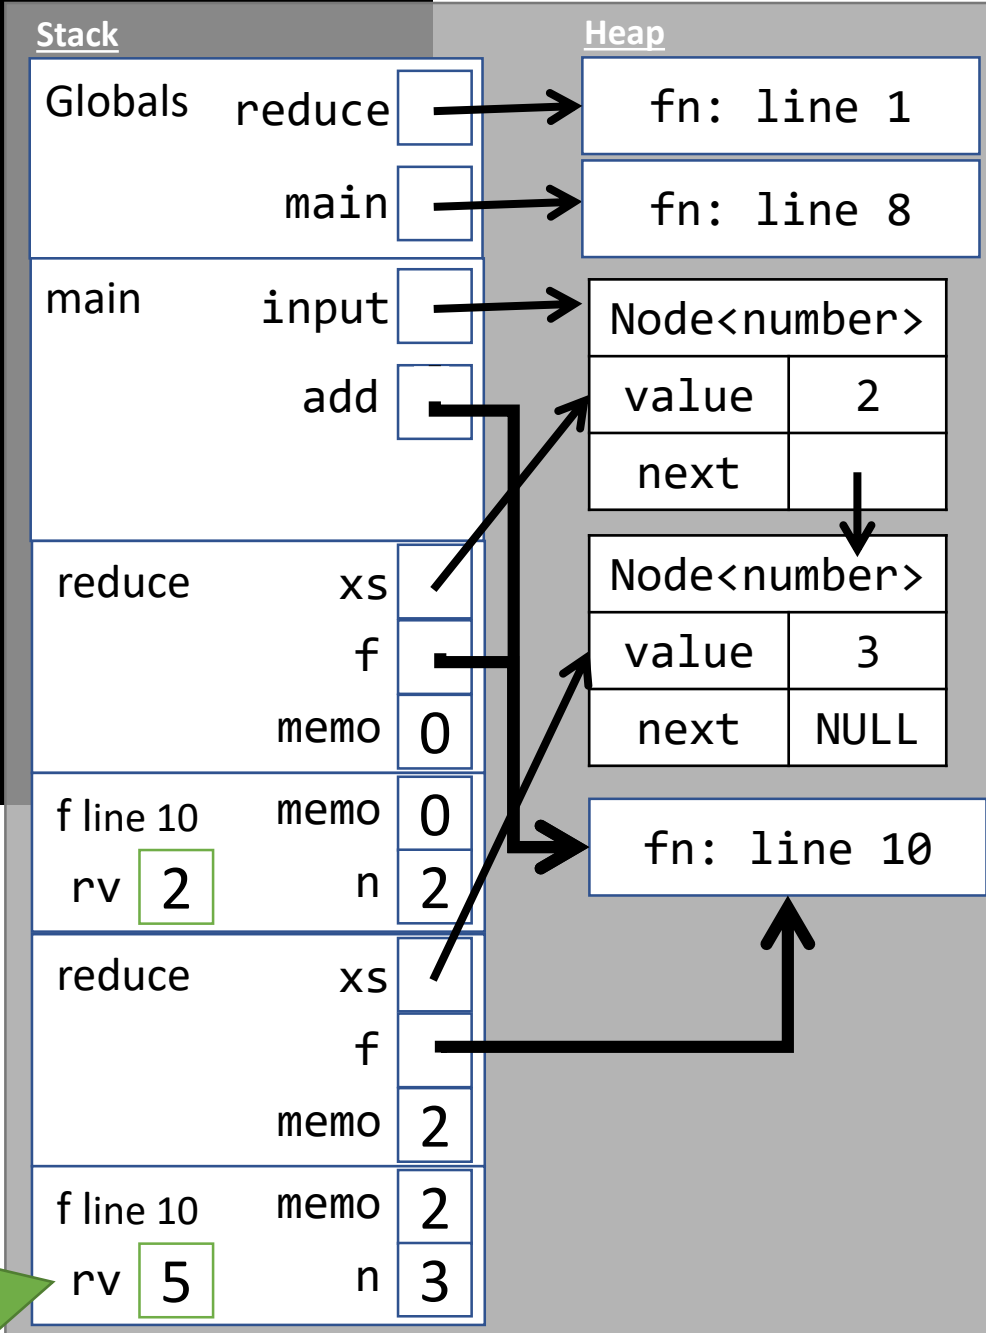 Stack Heap
Globals reduce fn: line 1
main fn: line 8
main input Node<number>
add value 2
next
reduce xs Node<number>
f value 3
memo 0 next NULL
f line 10 memo 0 fn: line 10
rv 2 n 2
reduce xs
f
memo 2
f line 10 memo 2
rv 5 n 3